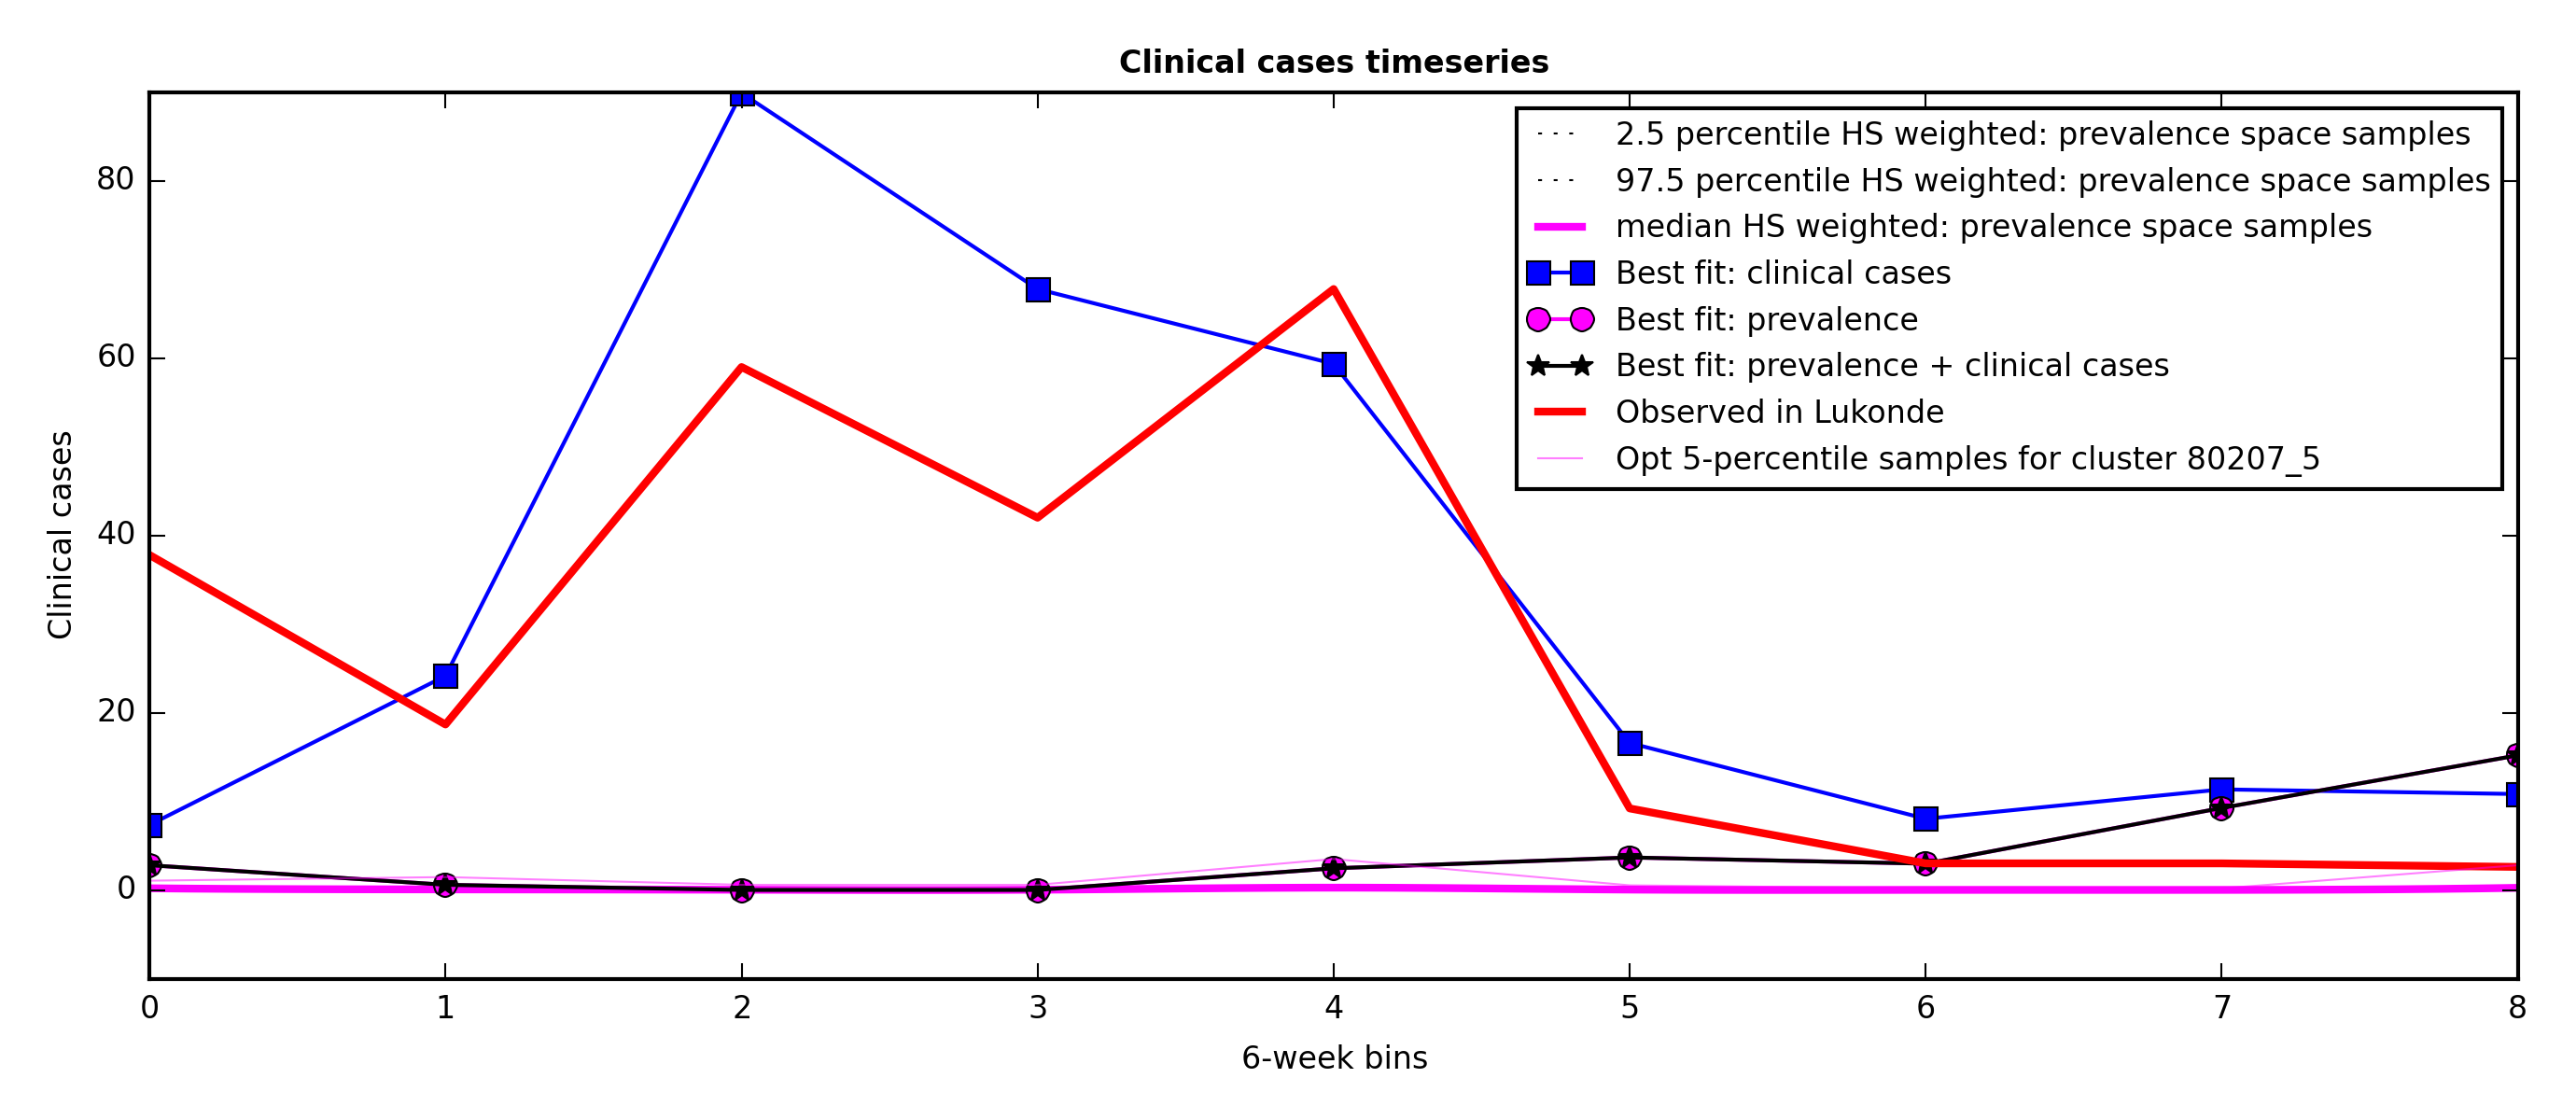 Clinical cases timeseries
2.5 percentile HS weighted: prevalence space samples
97.5 percentile HS weighted: prevalence space samples
median HS weighted: prevalence space samples
Best fit: clinical cases
Best fit: prevalence
Best fit: prevalence + clinical cases
Observed in Lukonde
Opt 5-percentile samples for cluster 80207_5
Clinical cases
80
60
40
20
0
0 1 2 3 4 5 6 7 8
6-week bins